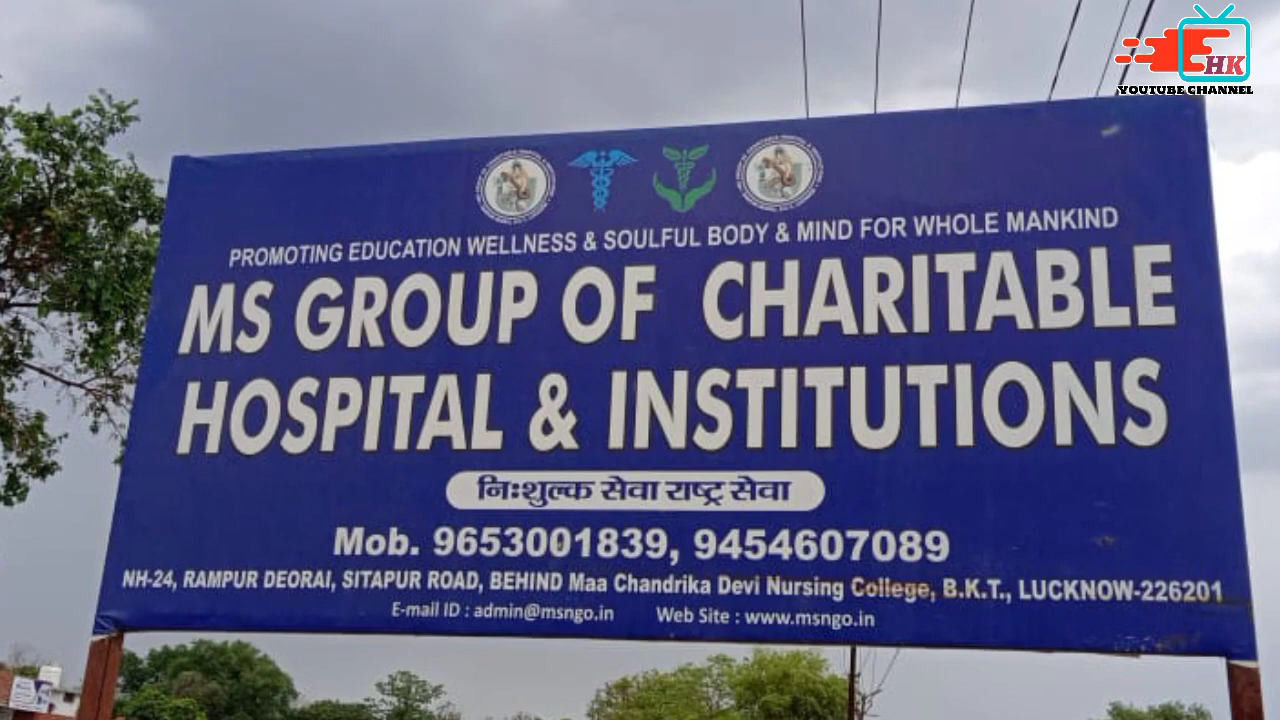 HK
YOUTUBE CHANNEL
PROMOTING EDUCATION WELLNESS & SOULFUL BODY & MIND FOR WHOLE MANKIND
MS GROUP OF CHARITABLE
HOSPITAL & INSTITUTIONS
निःशुल्क सेवा राष्ट्र सेवा
Mob. 9653001839, 9454607089
NH-24, RAMPUR DEORAI, SITAPUR ROAD, BEHIND Maa Chandrika Devi Nursing College, B.K.T., LUCKNOW-226201
E-mail ID : admin@msngo.in Web Site : www.msngo.in